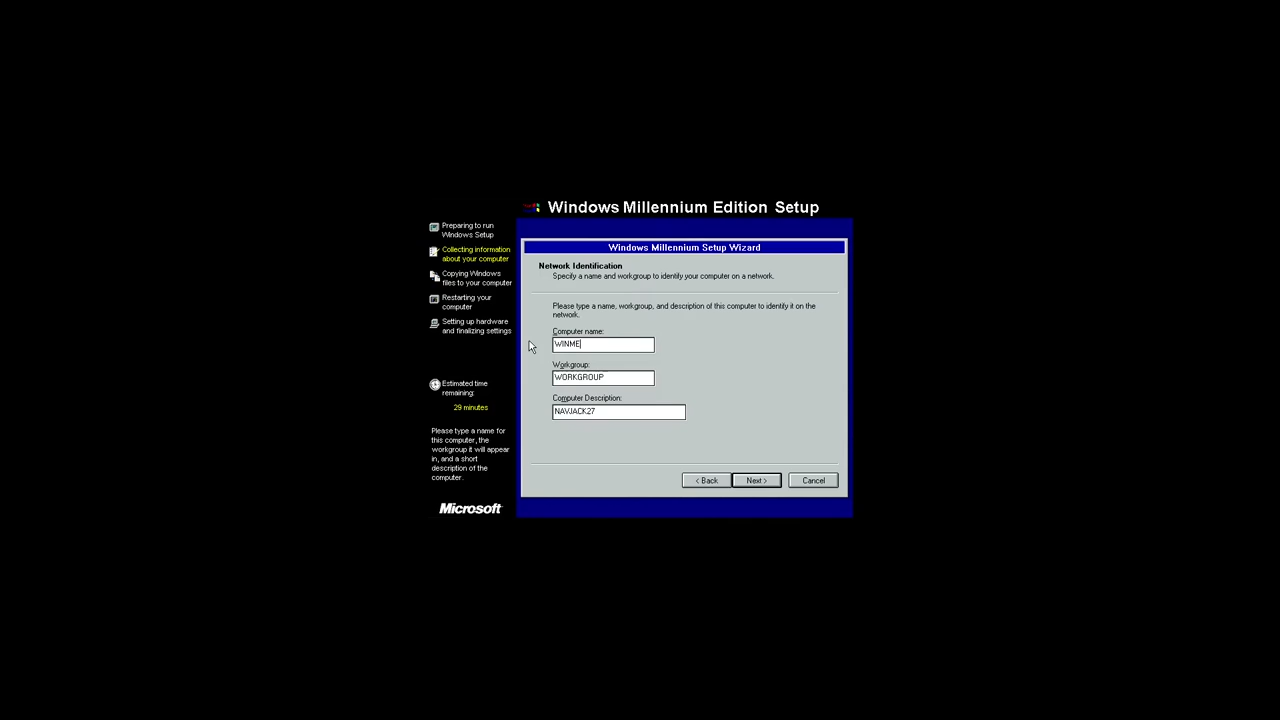 Windows Millennium Edition Setup
Preparing to run
Windows Setup
Collecting information
about your computer
Copying Windows
files to your computer
Restarting your
computer
Setting up hardware
and finalizing settings
Estimated time
remaining:
29 minutes
Please type a name for
this computer, the
workgroup it will appear
in, and a short
description of the
computer.
Microsoft
Windows Millennium Setup Wizard
Network Identification
Specify a name and workgroup to identify your computer on a network.
Please type a name, workgroup, and description of this computer to identify it on the
network.
Computer name:
WINME
Workgroup:
WORKGROUP
Computer Description:
NAVJACK27
< Back
Next >
Cancel